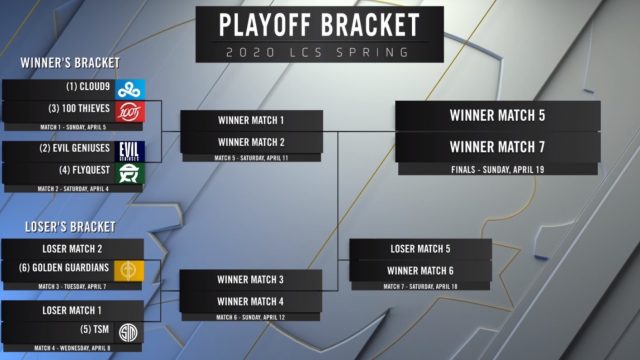 PLAYOFF BRACKET
2020 LCS SPRING
WINNER'S BRACKET
(1) CLOUD9
(3) 100 THIEVES
100T
MATCH 1 - SUNDAY, APRIL 5
(2) EVIL GENIUSES
EVIL
GENIUSES
(4) FLYQUEST
MATCH 2 - SATURDAY, APRIL 4
WINNER MATCH 1
WINNER MATCH 2
MATCH 5 - SATURDAY, APRIL 11
WINNER MATCH 5
WINNER MATCH 7
FINALS - SUNDAY, APRIL 19
LOSER'S BRACKET
LOSER MATCH 2
(6) GOLDEN GUARDIANS
MATCH 3 - TUESDAY, APRIL 7
LOSER MATCH 1
(5) TSM
TSM
MATCH 4 - WEDNESDAY, APRIL 8
WINNER MATCH 3
WINNER MATCH 4
MATCH 6 - SUNDAY, APRIL 12
LOSER MATCH 5
WINNER MATCH 6
MATCH 7 - SATURDAY, APRIL 18